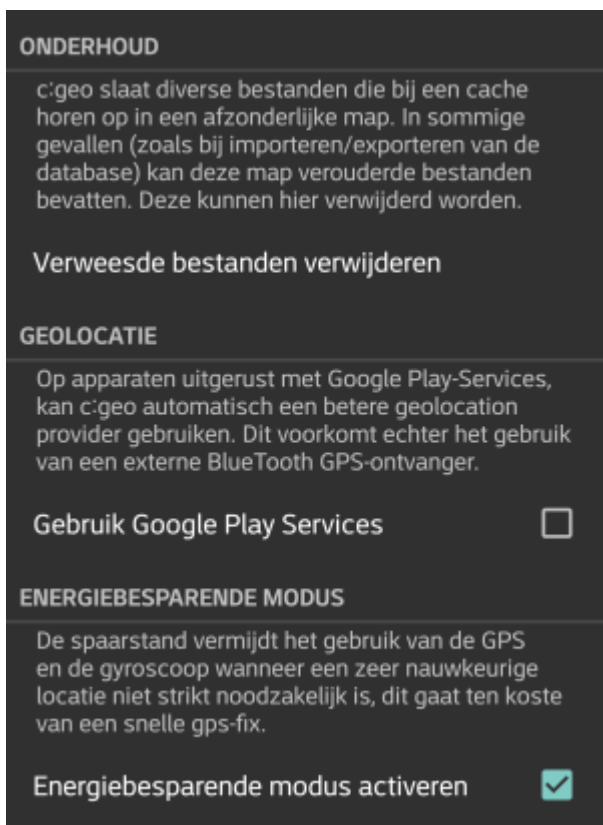 ONDERHOUD
c:geo slaat diverse bestanden die bij een cache
horen op in een afzonderlijke map. In sommige
gevallen (zoals bij importeren/exporteren van de
database) kan deze map verouderde bestanden
bevatten. Deze kunnen hier verwijderd worden.
Verweesde bestanden verwijderen
GEOLOCATIE
Op apparaten uitgerust met Google Play-Services,
kan c:geo automatisch een betere geolocation
provider gebruiken. Dit voorkomt echter het gebruik
van een externe BlueTooth GPS-ontvanger.
Gebruik Google Play Services
ENERGIEBESPARENDE MODUS
De spaarstand vermijdt het gebruik van de GPS
en de gyroscoop wanneer een zeer nauwkeurige
locatie niet strikt noodzakelijk is, dit gaat ten koste
van een snelle gps-fix.
Energiebesparende modus activeren